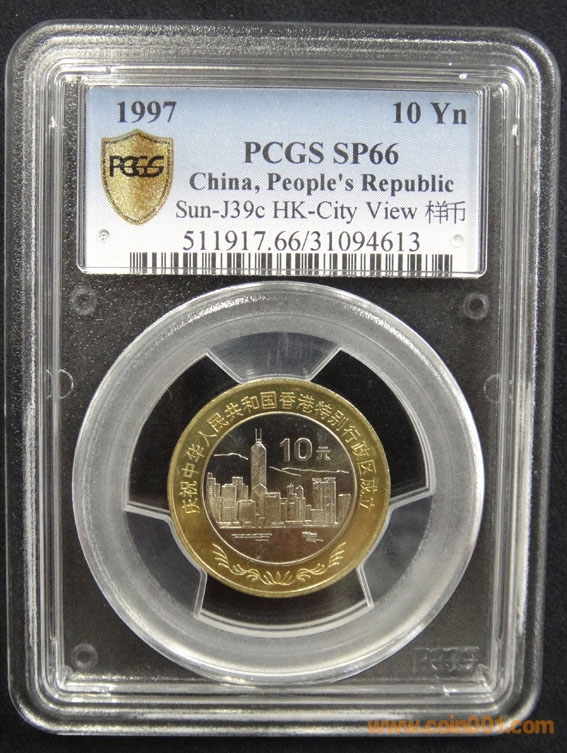 1997 10 Yn
PCGS
PCGS SP66
China, People's Republic
Sun-J39c HK-City View 样币
511917.66/31094613
庆祝中华人民共和国香港特别行政区成立
10元
PCGS
www.coin001.com